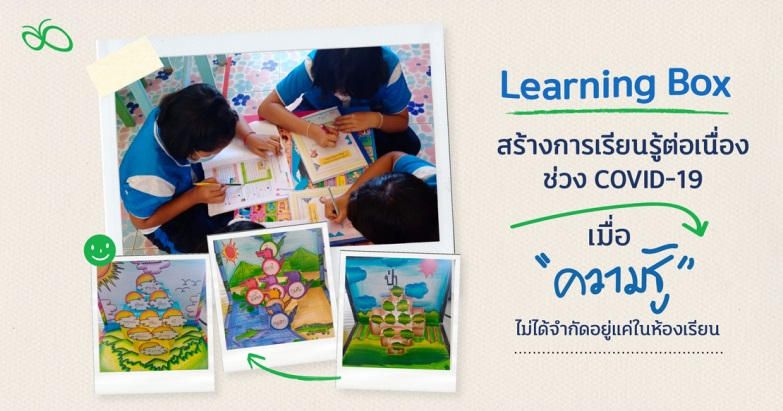 Learning Box
สร้างการเรียนรู้ต่อเนื่อง
ช่วง COVID-19
เมื่อ
"ความรู้"
ไม่ได้จำกัดอยู่แค่ในห้องเรียน
ป่า